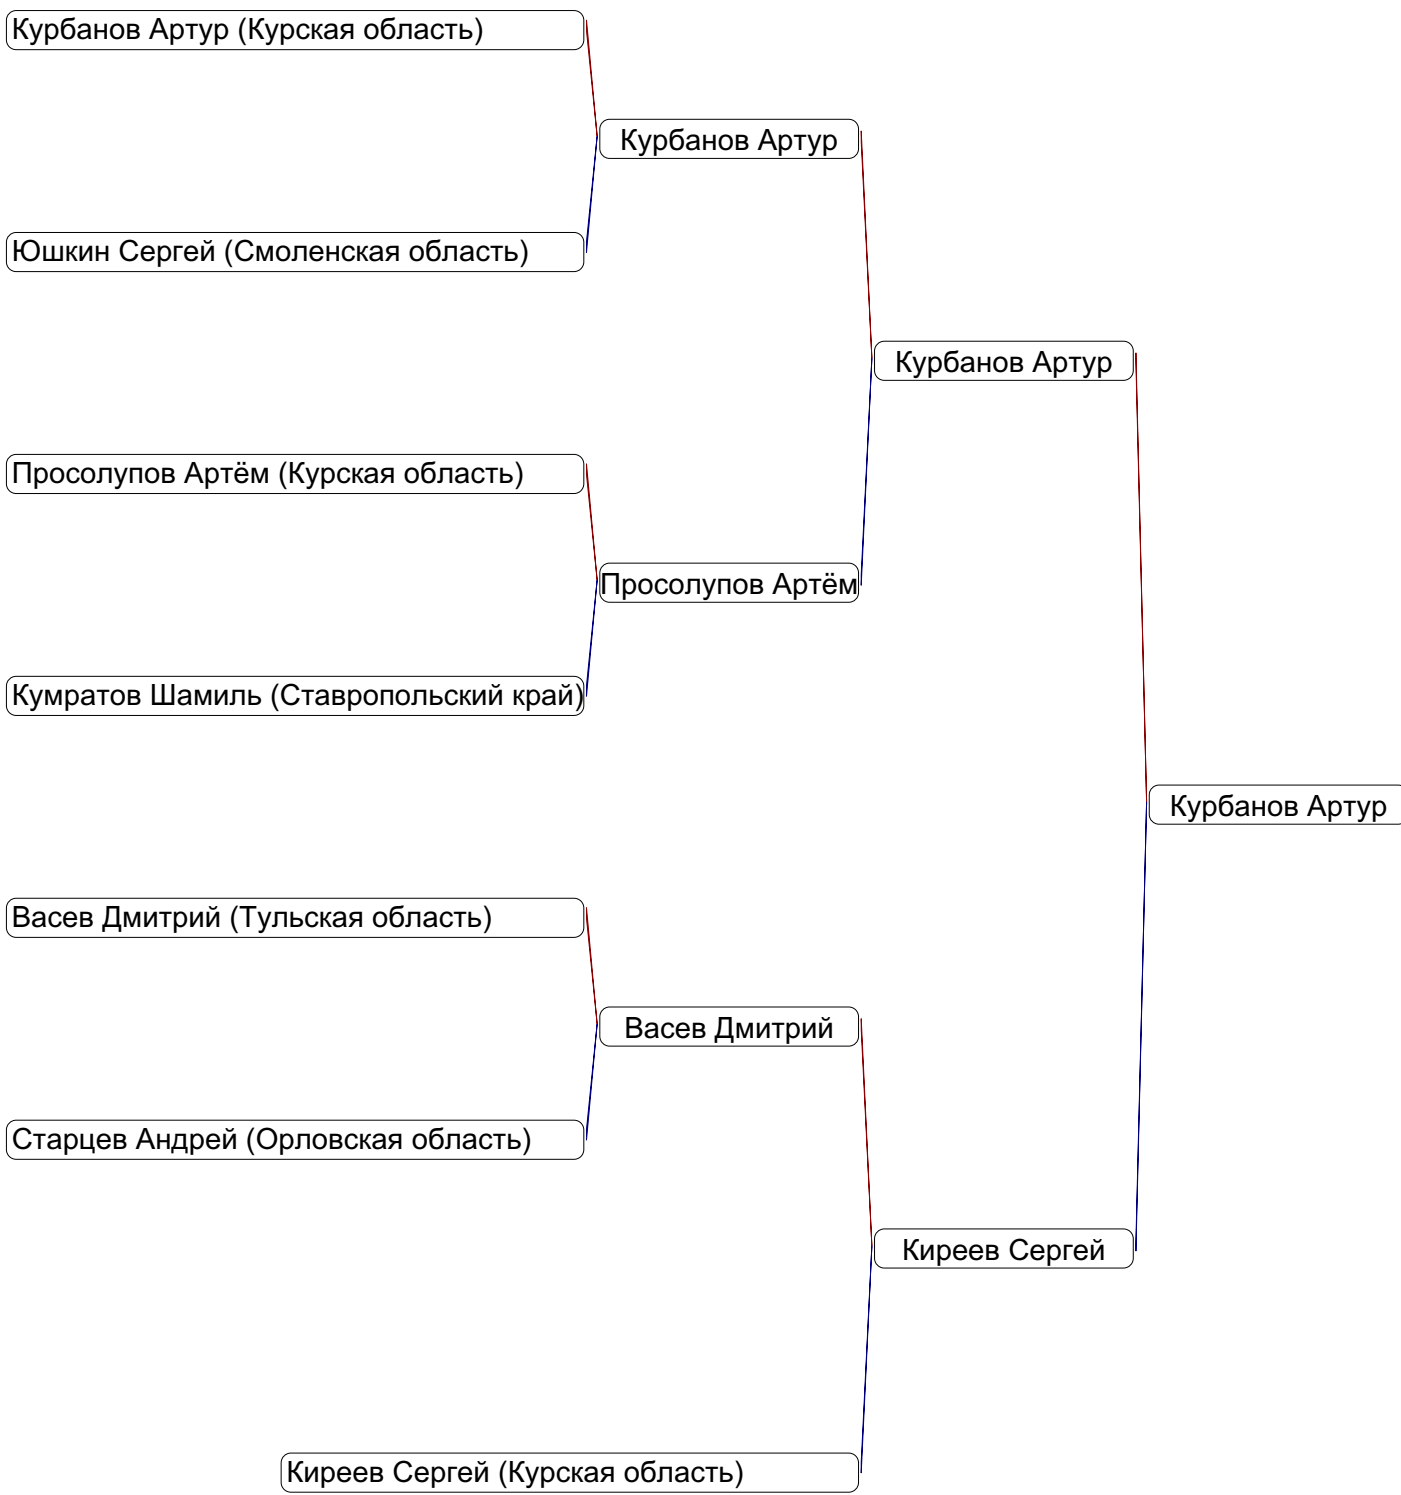 Курбанов Артур (Курская область)
Курбанов Артур
Юшкин Сергей (Смоленская область)
Курбанов Артур
Просолупов Артём (Курская область)
Просолупов Артём
Кумратов Шамиль (Ставропольский край)
Курбанов Артур
Васев Дмитрий (Тульская область)
Васев Дмитрий
Старцев Андрей (Орловская область)
Киреев Сергей
Киреев Сергей (Курская область)